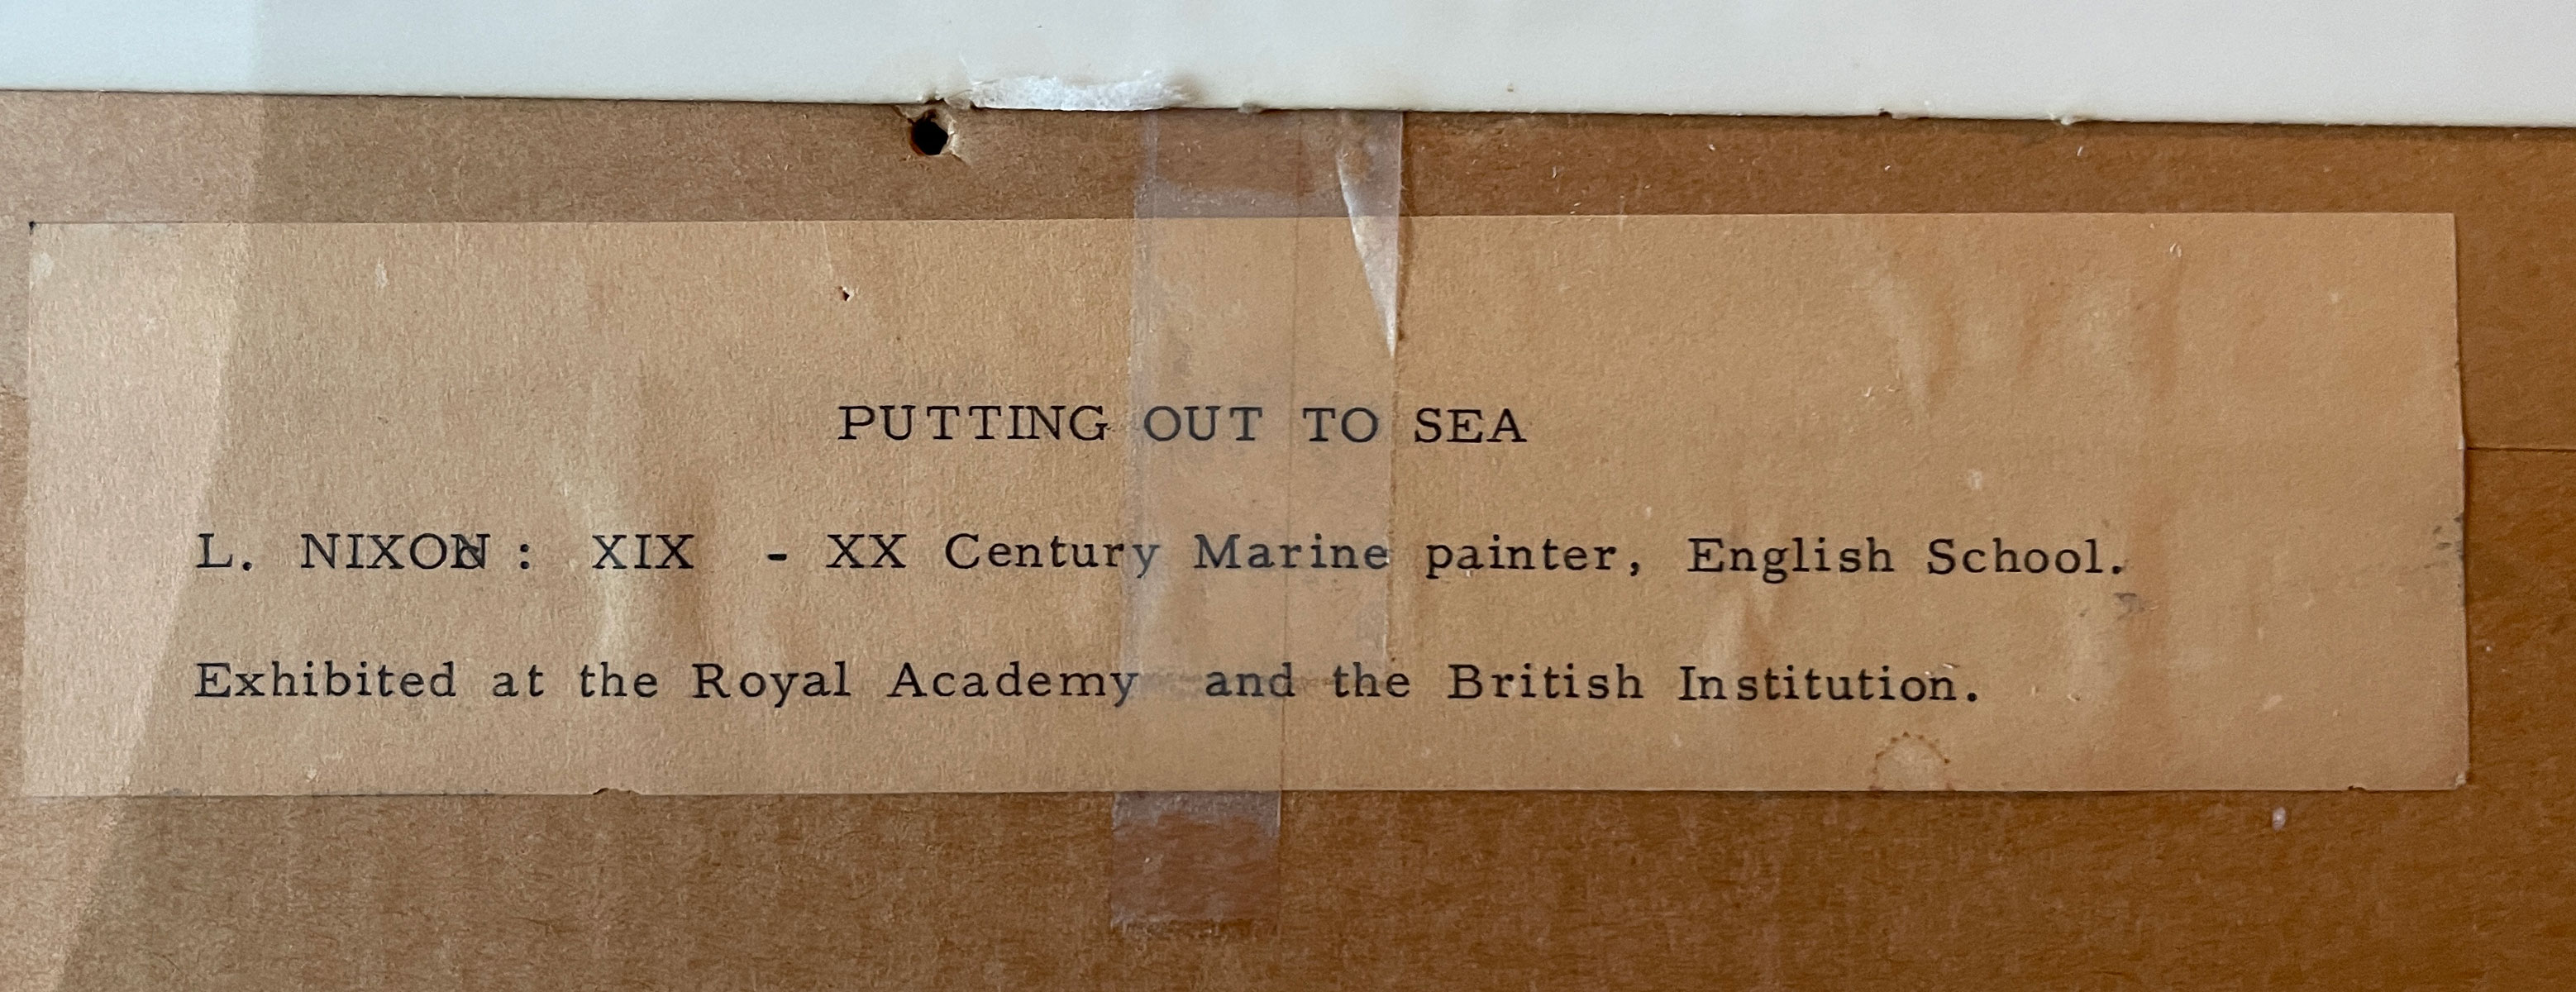 PUTTING OUT TO SEA
L. NIXON : XIX - XX Century Marine painter, English School.
Exhibited at the Royal Academy and the British Institution.